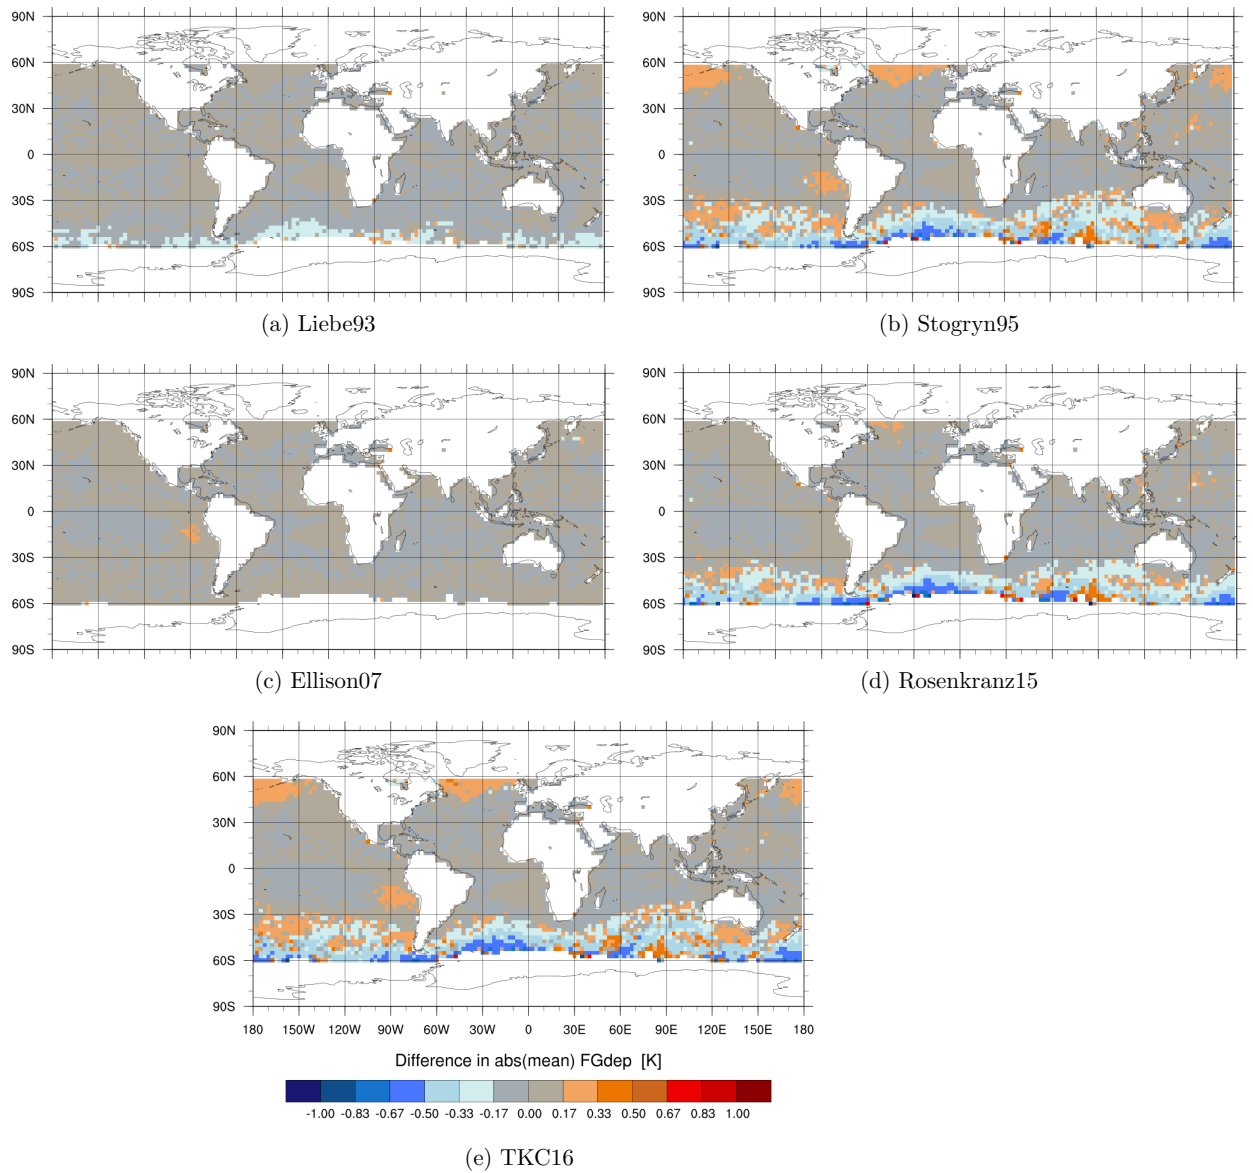 90N
60N
30N
0
30S
60S
90S
(a) Liebe93
90N
60N
30N
0
30S
60S
90S
(b) Stogryn95
90N
60N
30N
0
30S
60S
90S
(c) Ellison07
90N
60N
30N
0
30S
60S
90S
(d) Rosenkranz15
90N
60N
30N
0
30S
60S
90S
180 150W 120W 90W 60W 30W 0 30E 60E 90E 120E 150E 180
Difference in abs(mean) FGdep [K]
-1.00 -0.83 -0.67 -0.50 -0.33 -0.17 0.00 0.17 0.33 0.50 0.67 0.83 1.00
(e) TKC16